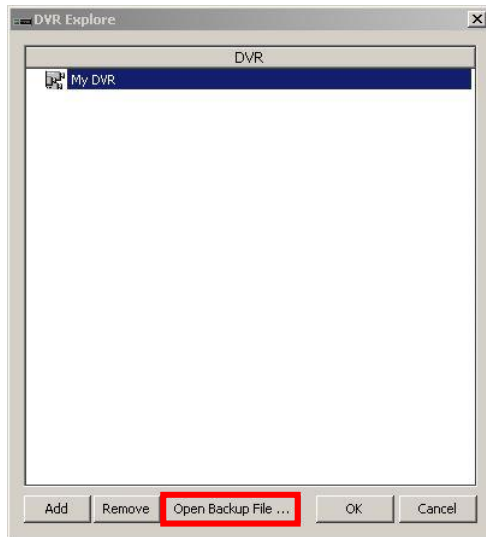 DVR Explore
DVR
My DVR
Add Remove Open Backup File ... OK Cancel